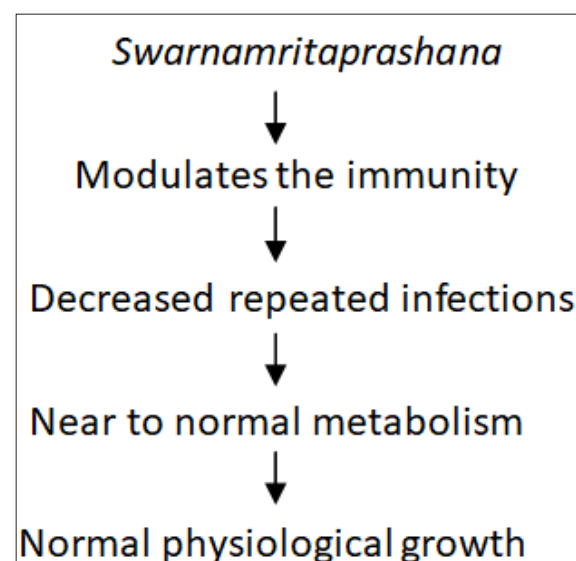 Swarnamritaprashana
Modulates the immunity
Decreased repeated infections
Near to normal metabolism
Normal physiological growth